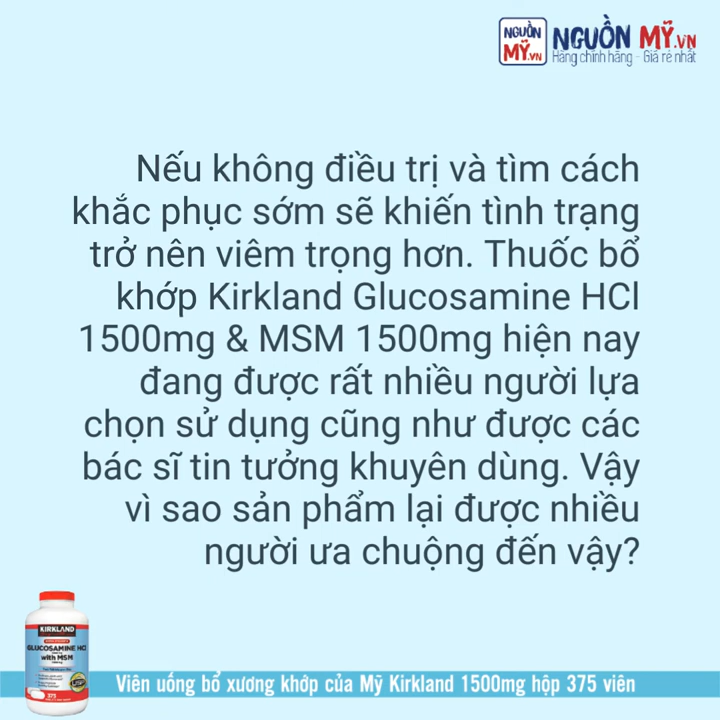 NGUỒN
MỸ.VN
NGUỒN MỸ.VN
Hàng chính hãng - Giá rẻ nhất
Nếu không điều trị và tìm cách
khắc phục sớm sẽ khiến tình trạng
trở nên viêm trọng hơn. Thuốc bổ
khớp Kirkland Glucosamine HCl
1500mg & MSM 1500mg hiện nay
đang được rất nhiều người lựa
chọn sử dụng cũng như được các
bác sĩ tin tưởng khuyên dùng. Vậy
vì sao sản phẩm lại được nhiều
người ưa chuộng đến vậy?
KIRKLAND
GLUCOSAMINE HCl
with MSM
375
Viên uống bổ xương khớp của Mỹ Kirkland 1500mg hộp 375 viên